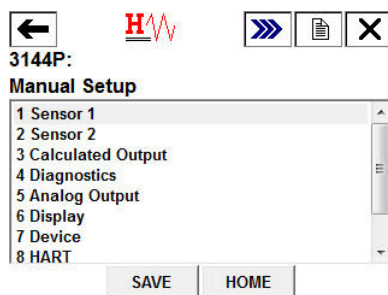 H
3144P:
Manual Setup
1 Sensor 1
2 Sensor 2
3 Calculated Output
4 Diagnostics
5 Analog Output
6 Display
7 Device
8 HART
SAVE HOME